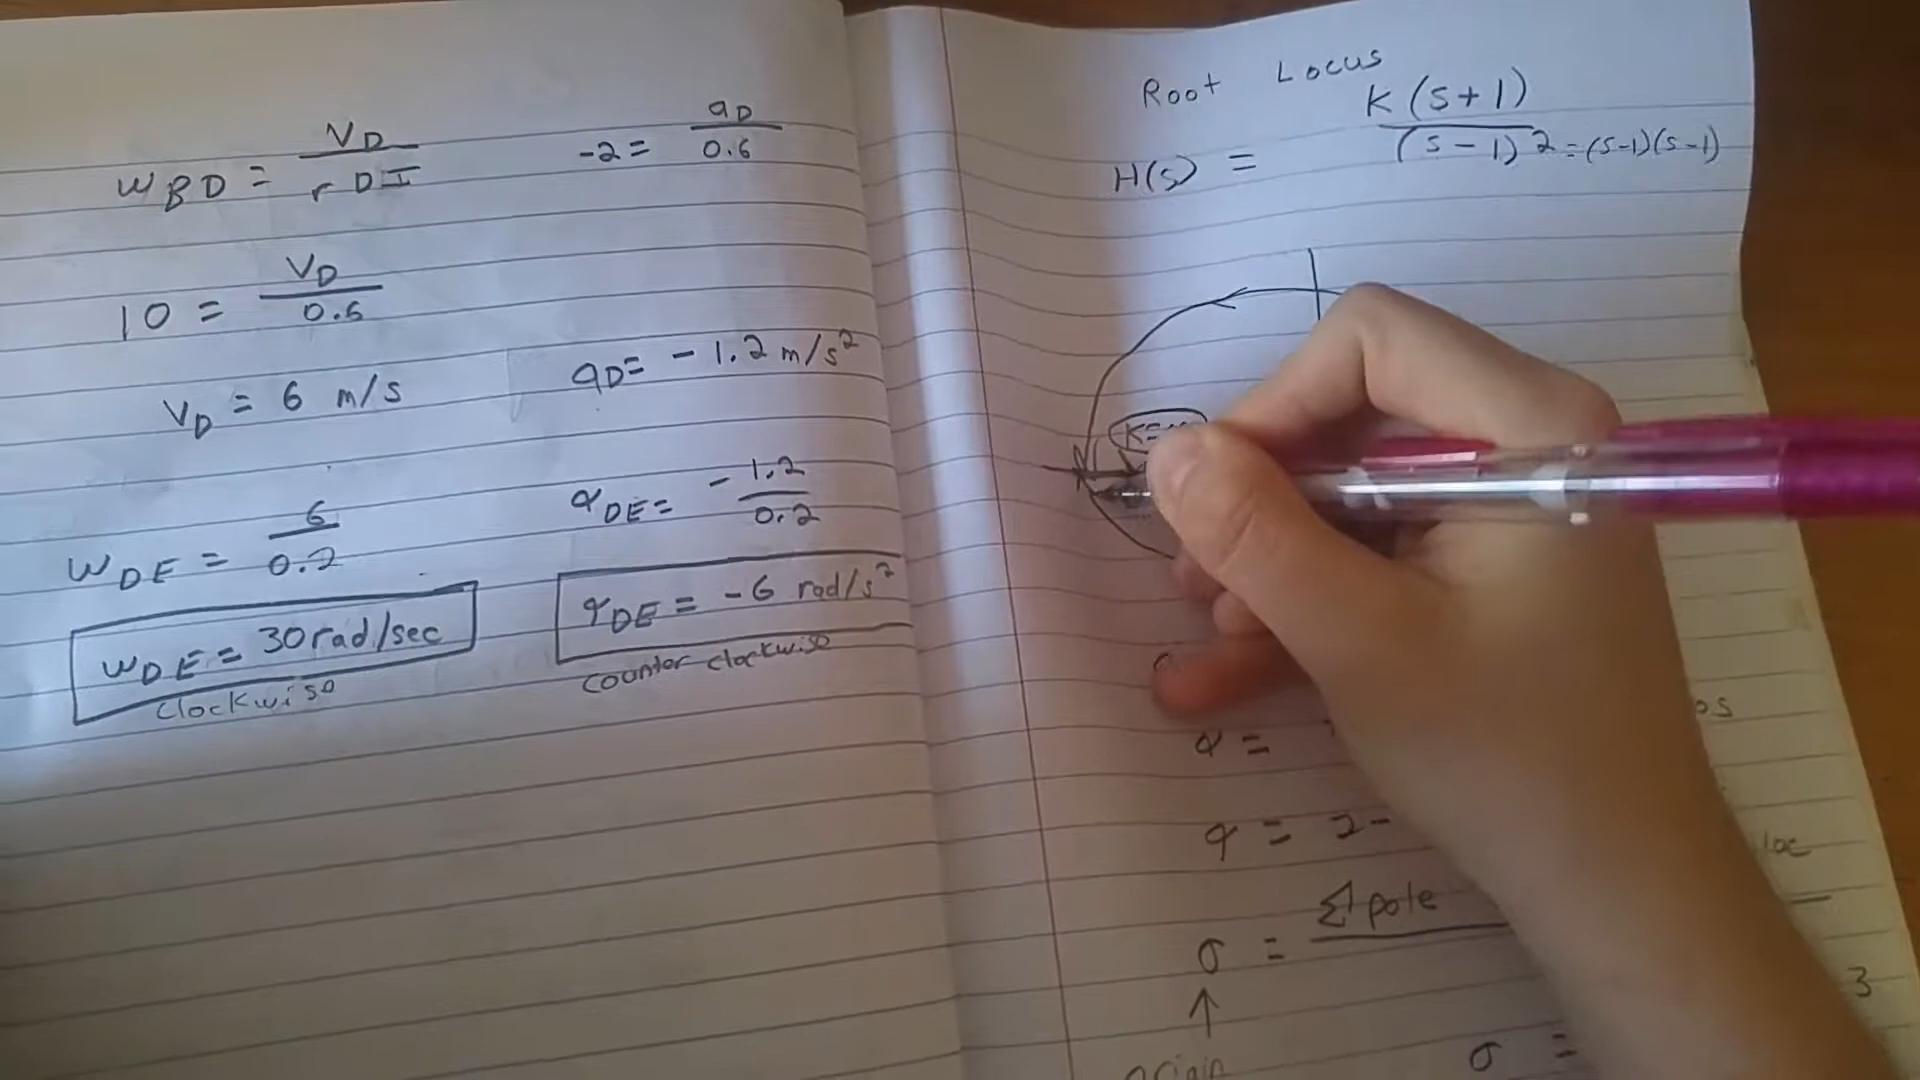 ωBD = VD / rDI
10 = VD / 0.6
VD = 6 m/s
ωDE = 6 / 0.2
ωDE = 30 rad/sec
clockwise
-2 = aD / 0.6
aD = -1.2 m/s²
αDE = -1.2 / 0.2
αDE = -6 rad/s²
counter clockwise
Root Locus
H(s) = K(s+1) / (s-1)² = (s-1)(s-1)
K=
α =
α = 2-
σ = Σ pole
↑
origin
3
σ =